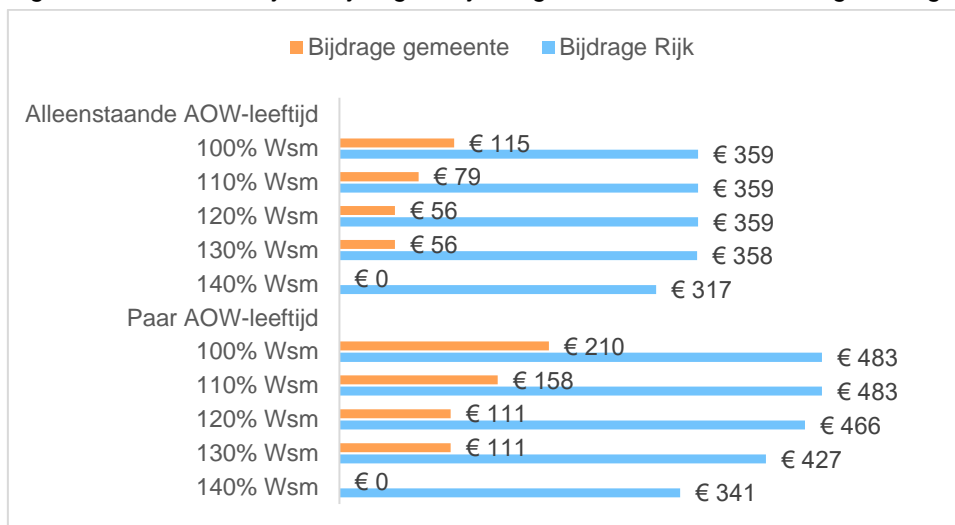 Bijdrage gemeente Bijdrage Rijk
Alleenstaande AOW-leeftijd
100% Wsm € 115 € 359
110% Wsm € 79 € 359
120% Wsm € 56 € 359
130% Wsm € 56 € 358
140% Wsm € 0 € 317
Paar AOW-leeftijd
100% Wsm € 210 € 483
110% Wsm € 158 € 483
120% Wsm € 111 € 466
130% Wsm € 111 € 427
140% Wsm € 0 € 341